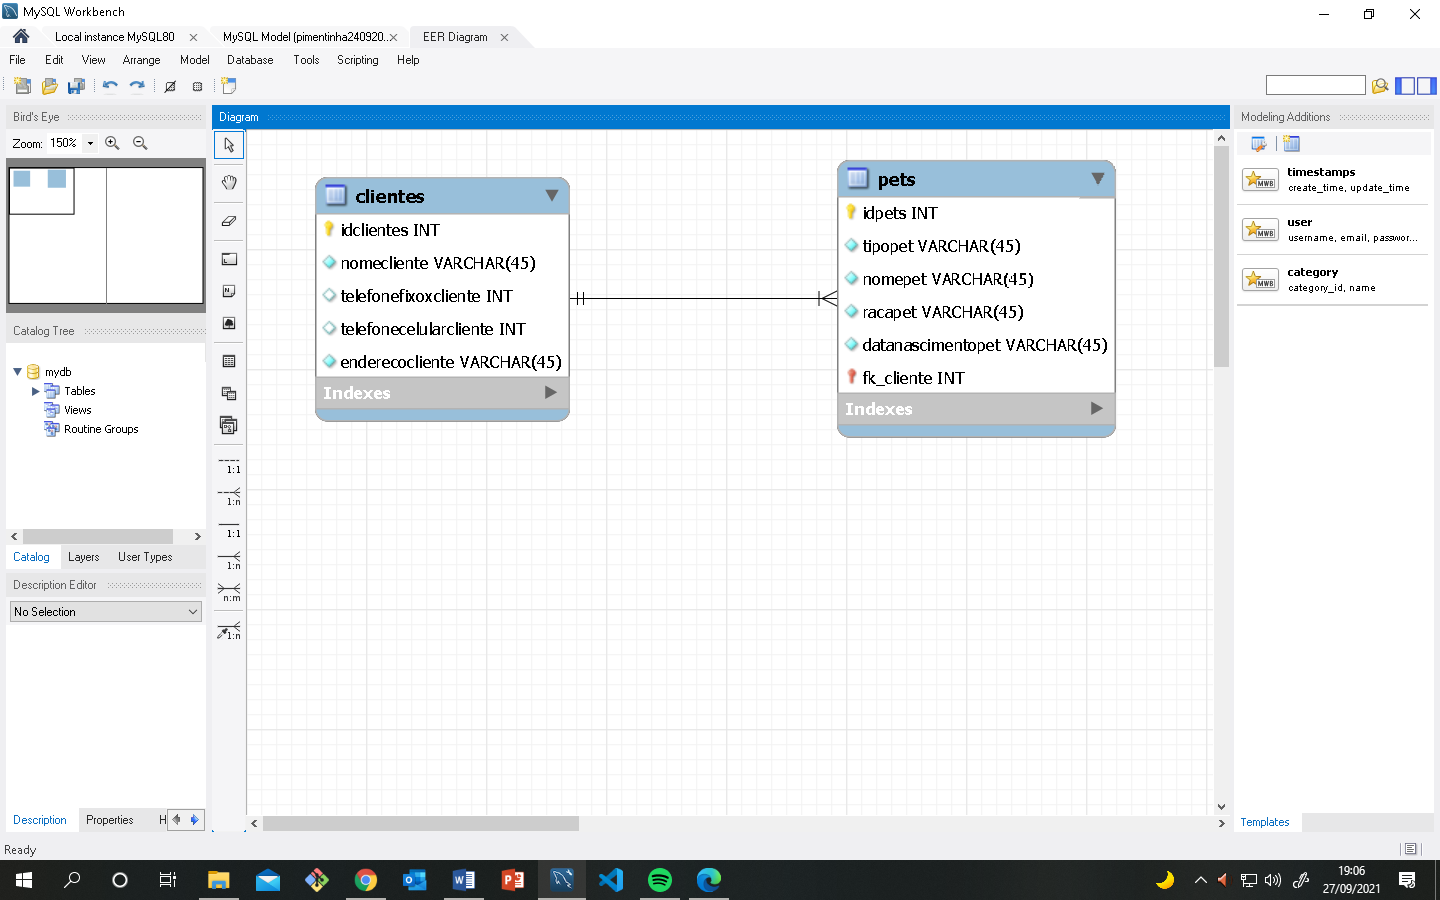 MySQL Workbench
Local instance MySQL80
MySQL Model (pimentinha240920..
EER Diagram
File Edit View Arrange Model Database Tools Scripting Help
Bird's Eye
Zoom: 150%
Diagram
Modeling Additions
clientes
idclientes INT
nomecliente VARCHAR(45)
telefonefixoxcliente INT
telefonecelularcliente INT
enderecocliente VARCHAR(45)
Indexes
pets
idpets INT
tipopet VARCHAR(45)
nomepet VARCHAR(45)
racapet VARCHAR(45)
datanascimentopet VARCHAR(45)
fk_cliente INT
Indexes
timestamps
create_time, update_time
user
username, email, passwor...
category
category_id, name
MWB
MWB
MWB
Catalog Tree
mydb
Tables
Views
Routine Groups
1:1
1:n
1:1
1:n
n:m
1:n
Catalog Layers User Types
Description Editor
No Selection
Description Properties H
Templates
Ready
19:06
27/09/2021